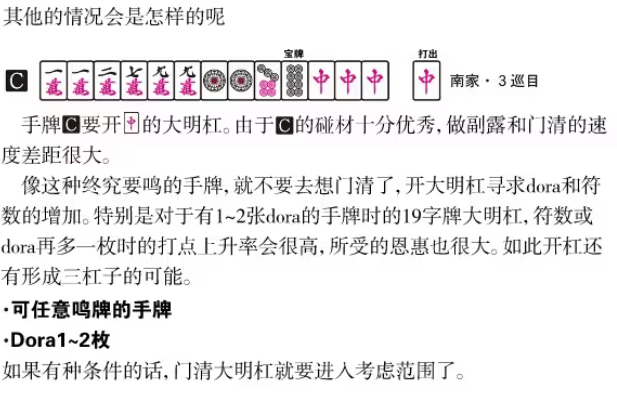 其他的情况会是怎样的呢
宝牌 打出
C 一萬 一萬 二萬 七萬 九萬 九萬 中 中 中 中 南家・3巡目
手牌C要开中的大明杠。由于C的碰材十分优秀，做副露和门清的速
度差距很大。
像这种终究要鸣的手牌，就不要去想门清了，开大明杠寻求dora和符
数的增加。特别是对于有1~2张dora的手牌时的19字牌大明杠，符数或
dora再多一枚时的打点上升率会很高，所受的恩惠也很大。如此开杠还
有形成三杠子的可能。
·可任意鸣牌的手牌
·Dora1~2枚
如果有种条件的话，门清大明杠就要进入考虑范围了。